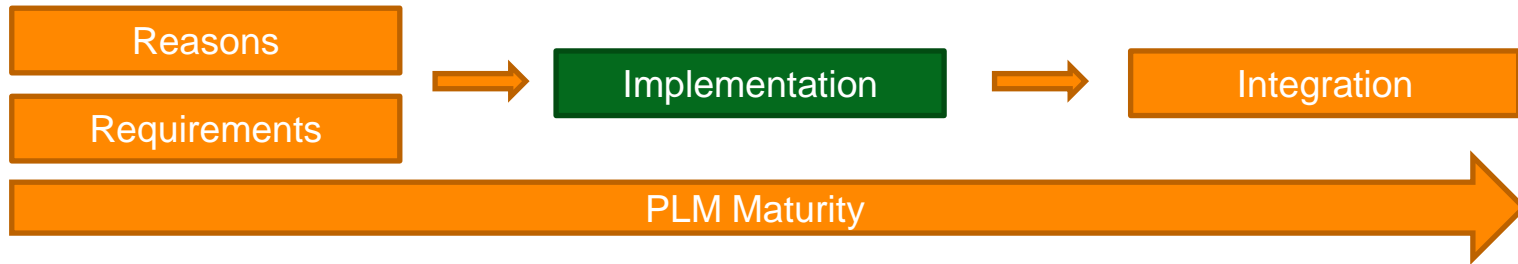 Reasons
Requirements
Implementation
Integration
PLM Maturity